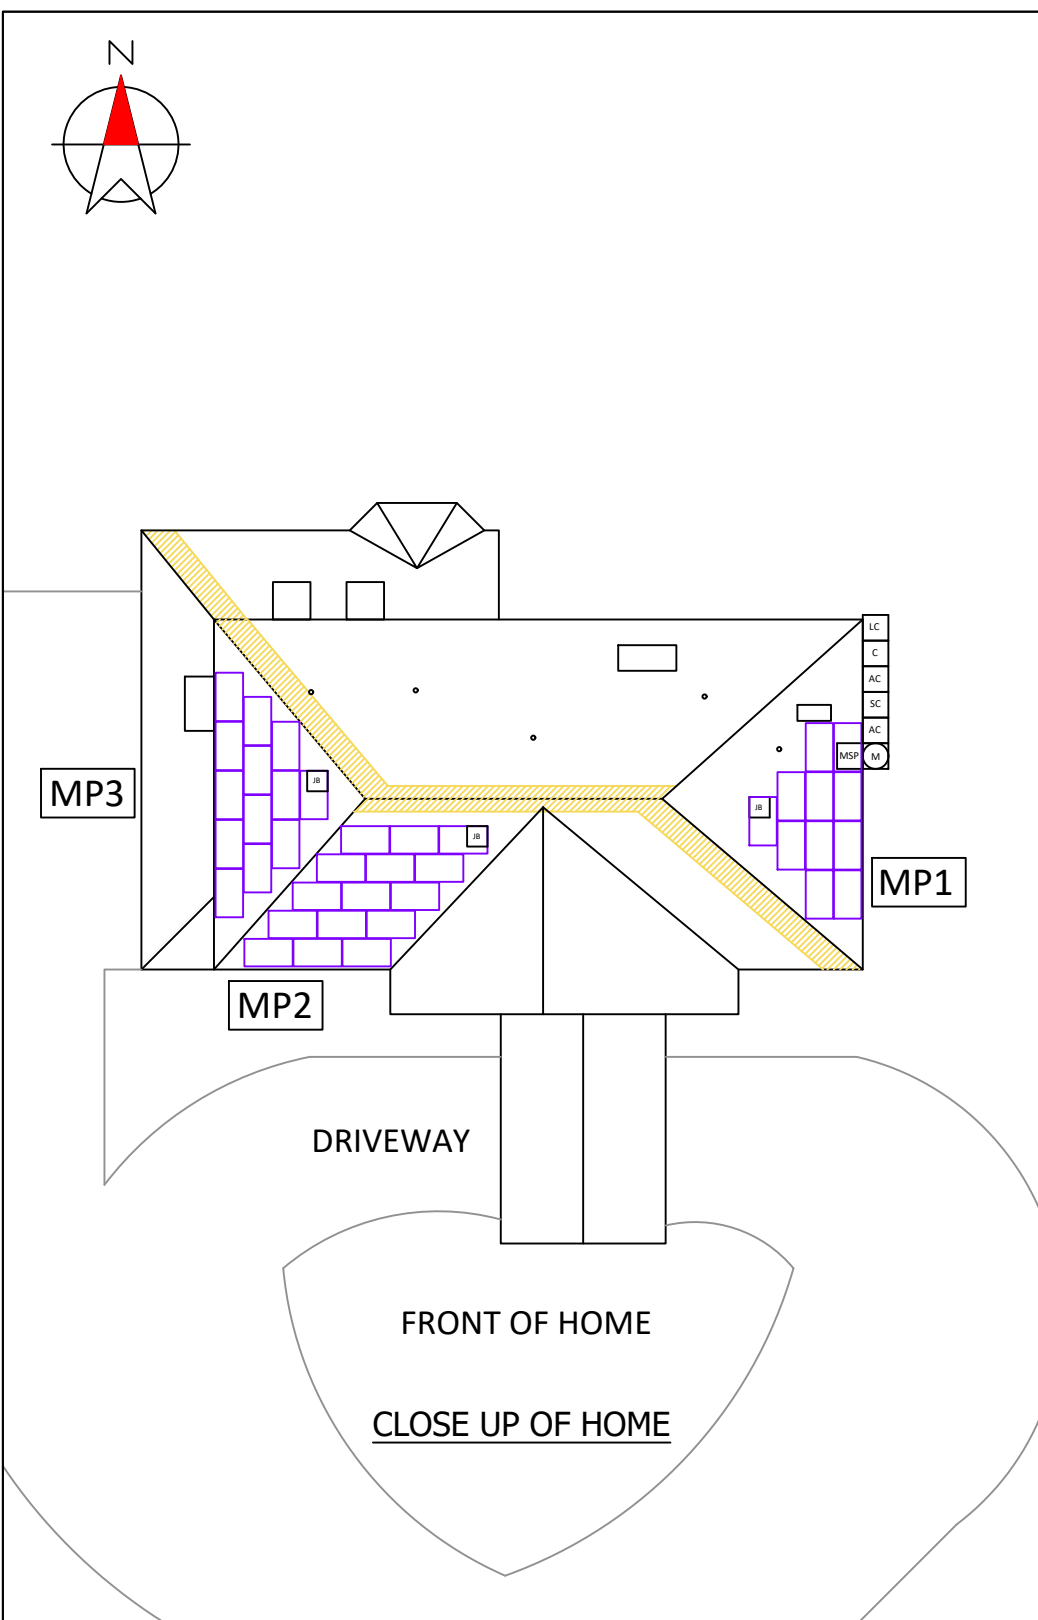 N
LC
C
AC
SC
AC
MSP
M
JB
JB
JB
MP3
MP1
MP2
DRIVEWAY
FRONT OF HOME
CLOSE UP OF HOME